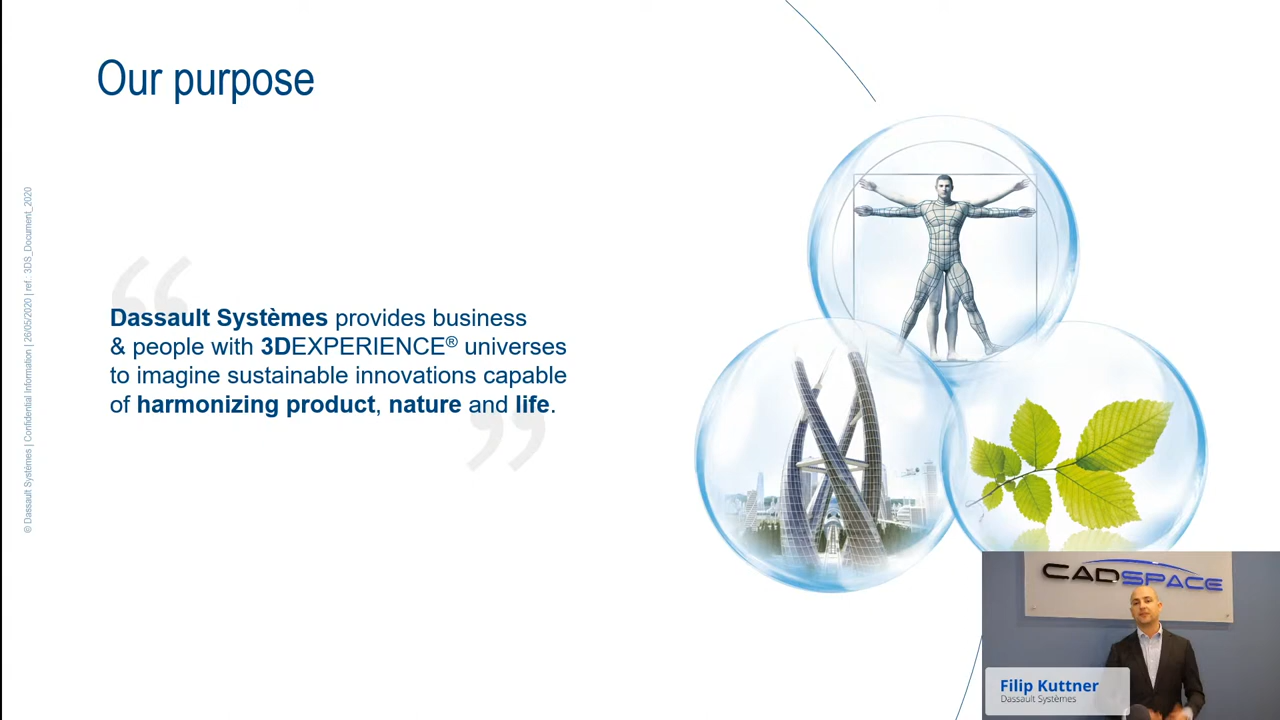 Our purpose
© Dassault Systèmes | Confidential Information | 26/05/2020 | ref.: 3DS_Document_2020
“
Dassault Systèmes provides business
& people with 3DEXPERIENCE® universes
to imagine sustainable innovations capable
of harmonizing product, nature and life.
”
CADSPACE
Filip Kuttner
Dassault Systèmes